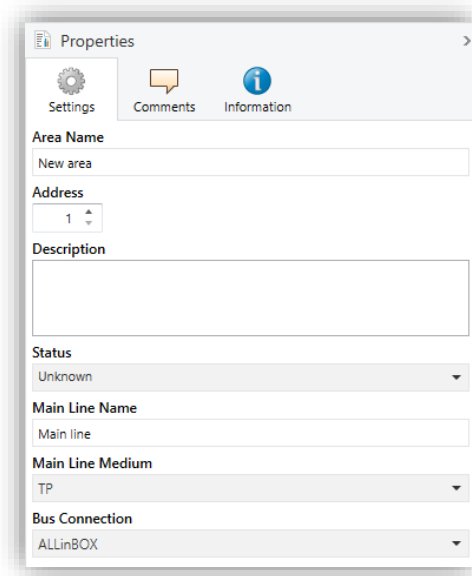 Properties
Settings Comments Information
Area Name
New area
Address
1
Description
Status
Unknown
Main Line Name
Main line
Main Line Medium
TP
Bus Connection
ALLinBOX